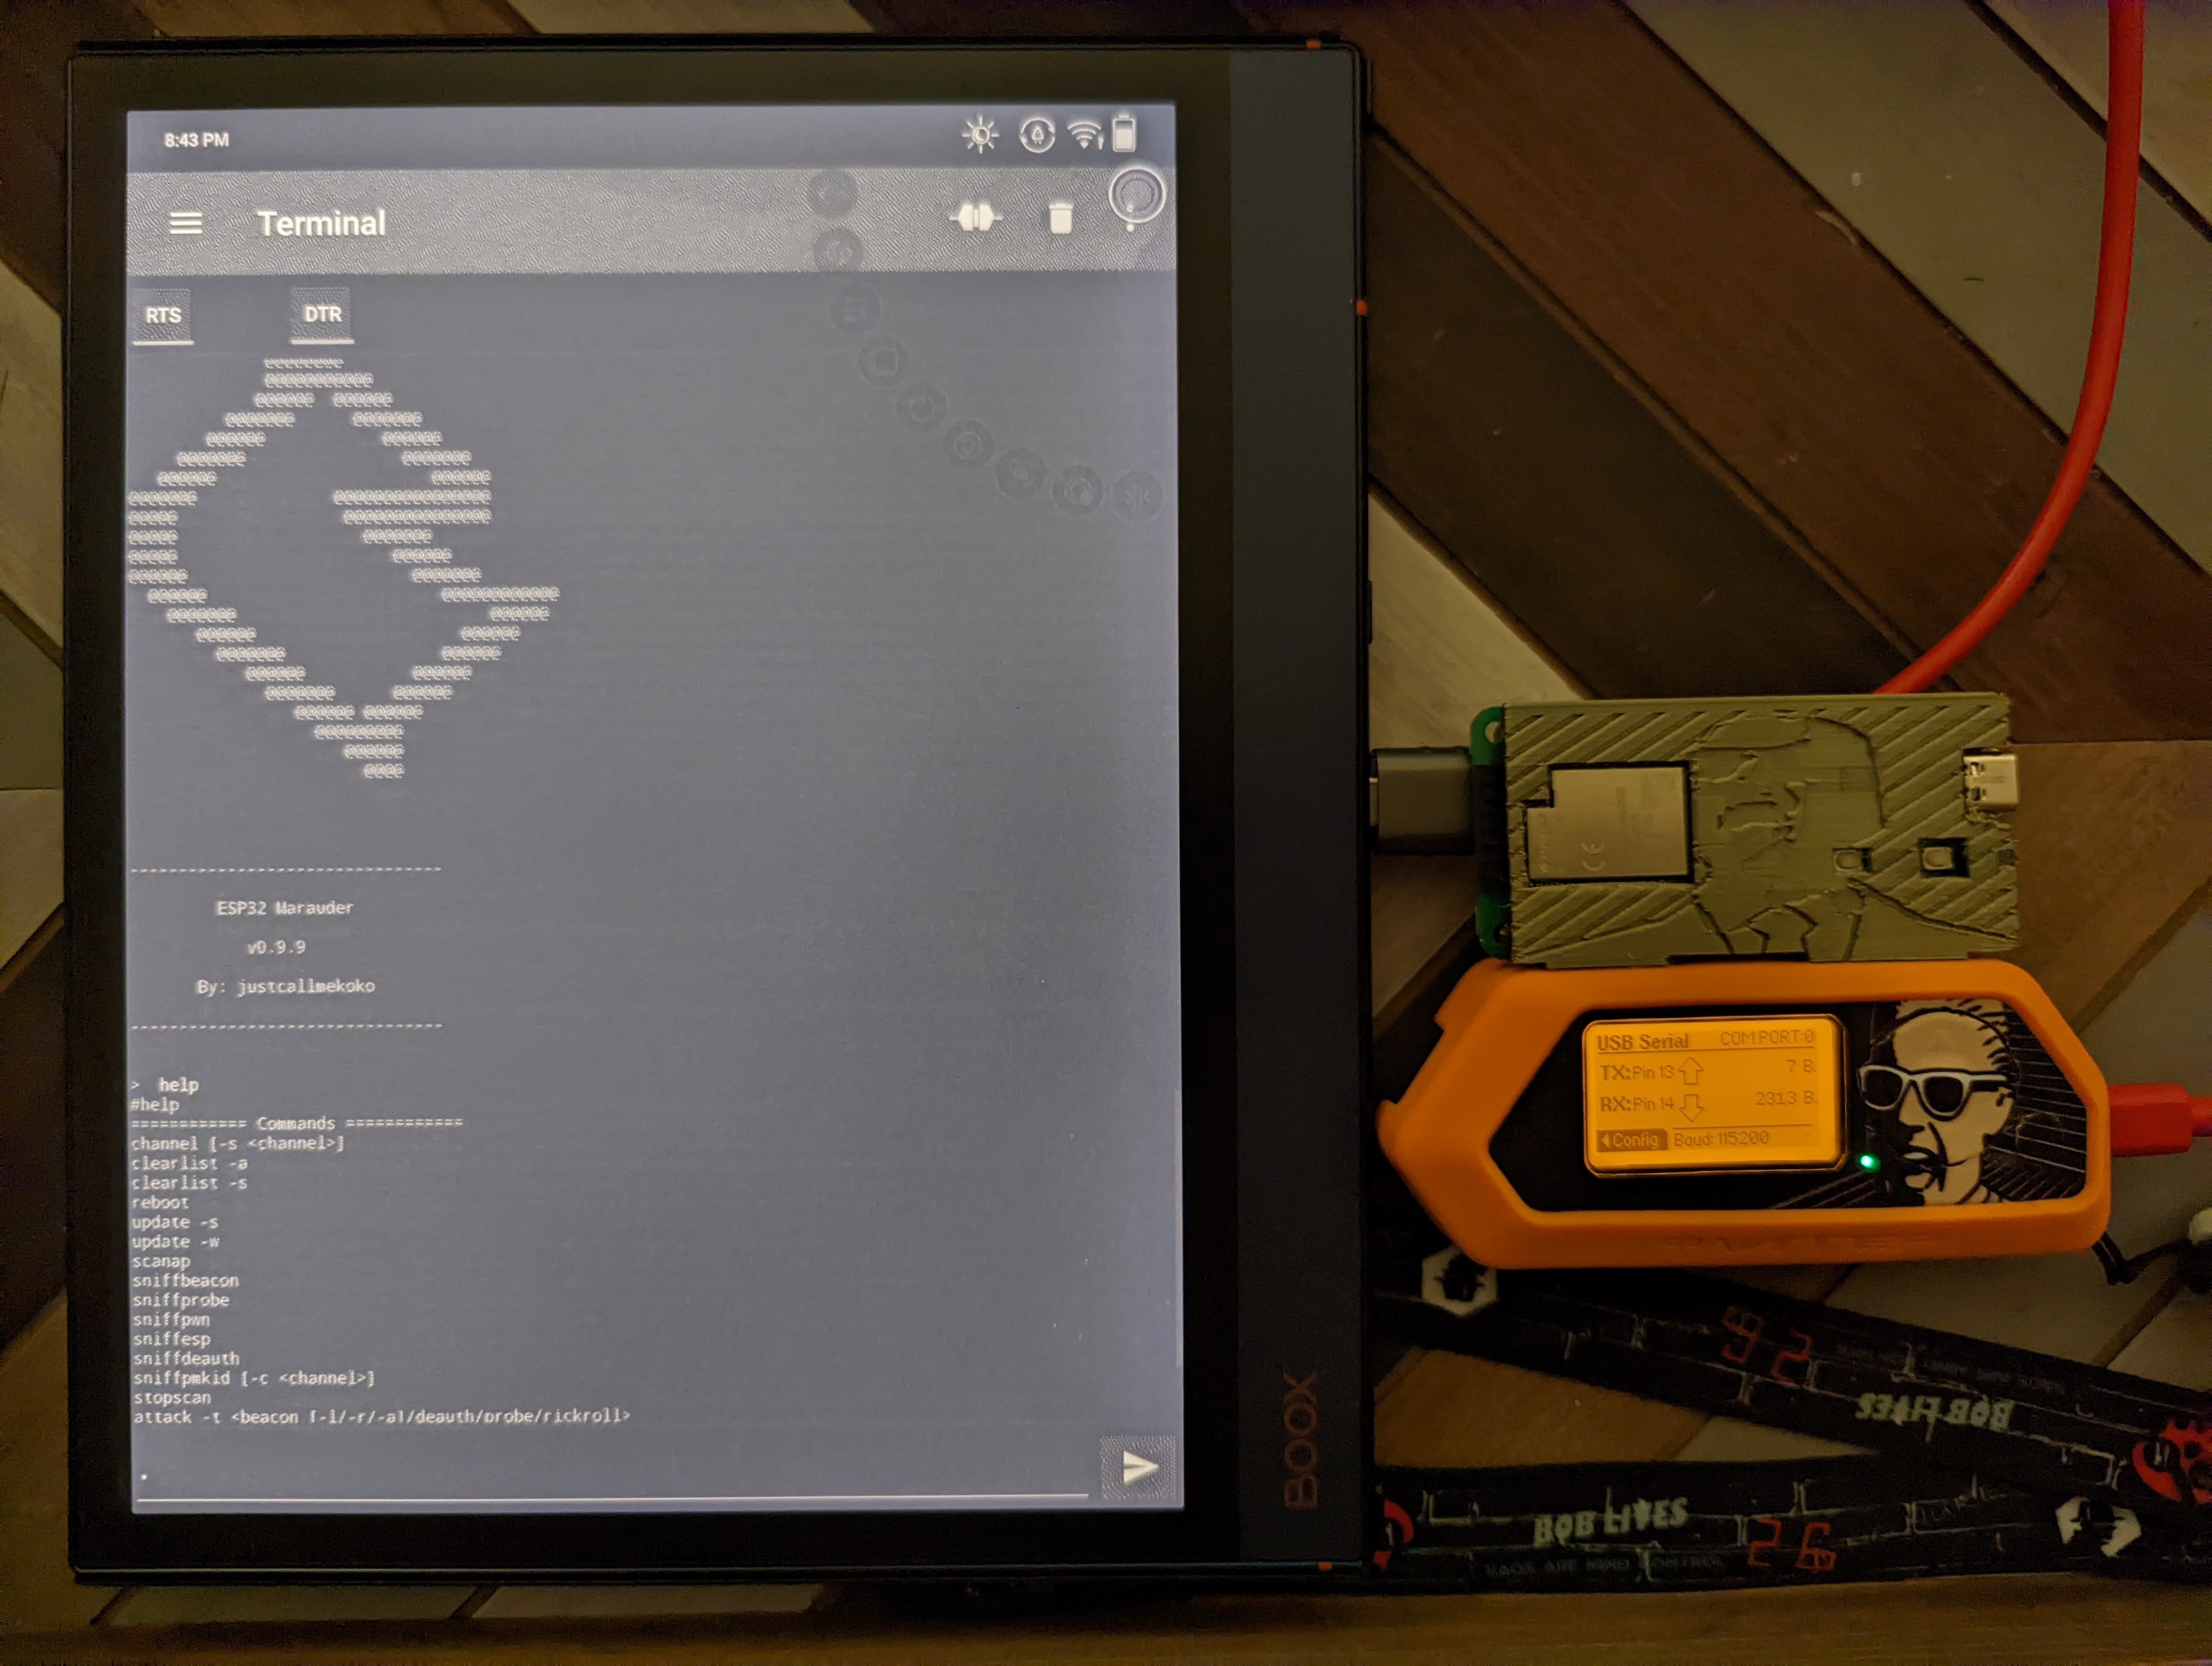 8:43 PM
Terminal
RTS DTR
@@@@@@@@
@@@@@@@@@@@
@@@@@@ @@@@@@
@@@@@@@ @@@@@@@
@@@@@@ @@@@@@
@@@@@@@ @@@@@@@
@@@@@@ @@@@@@
@@@@@@@ @@@@@@@@@@@@@@@@
@@@@@ @@@@@@@@@@@@@@@
@@@@@ @@@@@@@
@@@@@ @@@@@@
@@@@@@ @@@@@@@
@@@@@@ @@@@@@@@@@@@
@@@@@@@ @@@@@@
@@@@@@ @@@@@@
@@@@@@@ @@@@@@
@@@@@@ @@@@@@
@@@@@@@ @@@@@@
@@@@@@ @@@@@@
@@@@@@@@@
@@@@@@
@@@@
--------------------------------
ESP32 Marauder
v0.9.9
By: justcallmekoko
--------------------------------
> help
#help
============ Commands ============
channel [-s <channel>]
clearlist -a
clearlist -s
reboot
update -s
update -w
scanap
sniffbeacon
sniffprobe
sniffpwn
sniffesp
sniffdeauth
sniffpmkid [-c <channel>]
stopscan
attack -t <beacon [-l/-r/-a]/deauth/probe/rickroll>
BOOX
CE
USB Serial COM PORT:0
TX:Pin 13 7 B.
RX:Pin 14 2313 B.
Config Baud: 115200
92
BOB LIVES
BOB LIVES
26